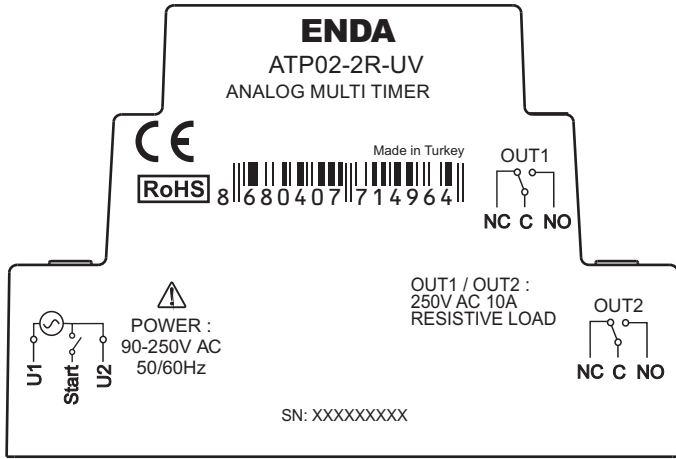 ENDA
ATP02-2R-UV
ANALOG MULTI TIMER
CE
Made in Turkey
RoHS
8 680407 714964
OUT1
NC C NO
OUT1 / OUT2 :
250V AC 10A
RESISTIVE LOAD
OUT2
NC C NO
POWER :
90-250V AC
50/60Hz
U1
Start
U2
SN: XXXXXXXXX